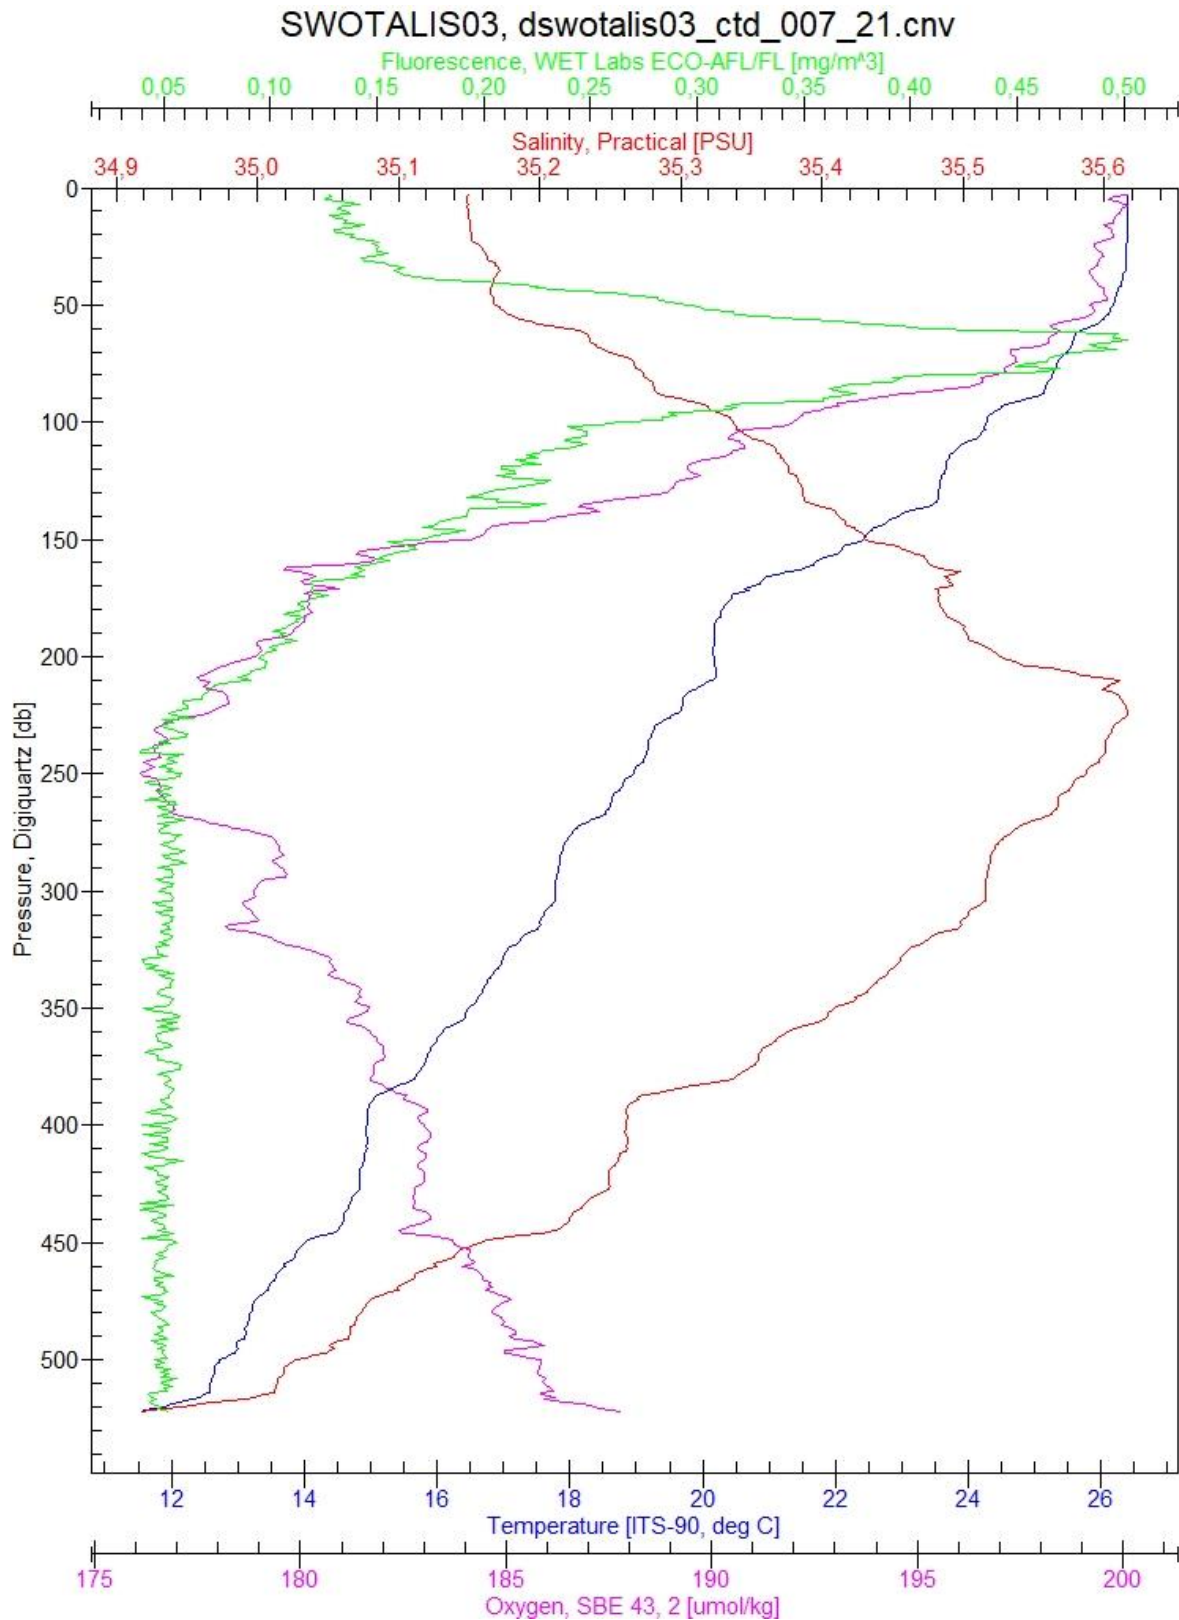 SWOTALIS03, dswotalis03_ctd_007_21.cnv
Fluorescence, WET Labs ECO-AFL/FL [mg/m^3]
0,05 0,10 0,15 0,20 0,25 0,30 0,35 0,40 0,45 0,50
Salinity, Practical [PSU]
34,9 35,0 35,1 35,2 35,3 35,4 35,5 35,6
0
50
100
150
200
250
300
350
400
450
500
Pressure, Digiquartz [db]
12 14 16 18 20 22 24 26
Temperature [ITS-90, deg C]
175 180 185 190 195 200
Oxygen, SBE 43, 2 [umol/kg]